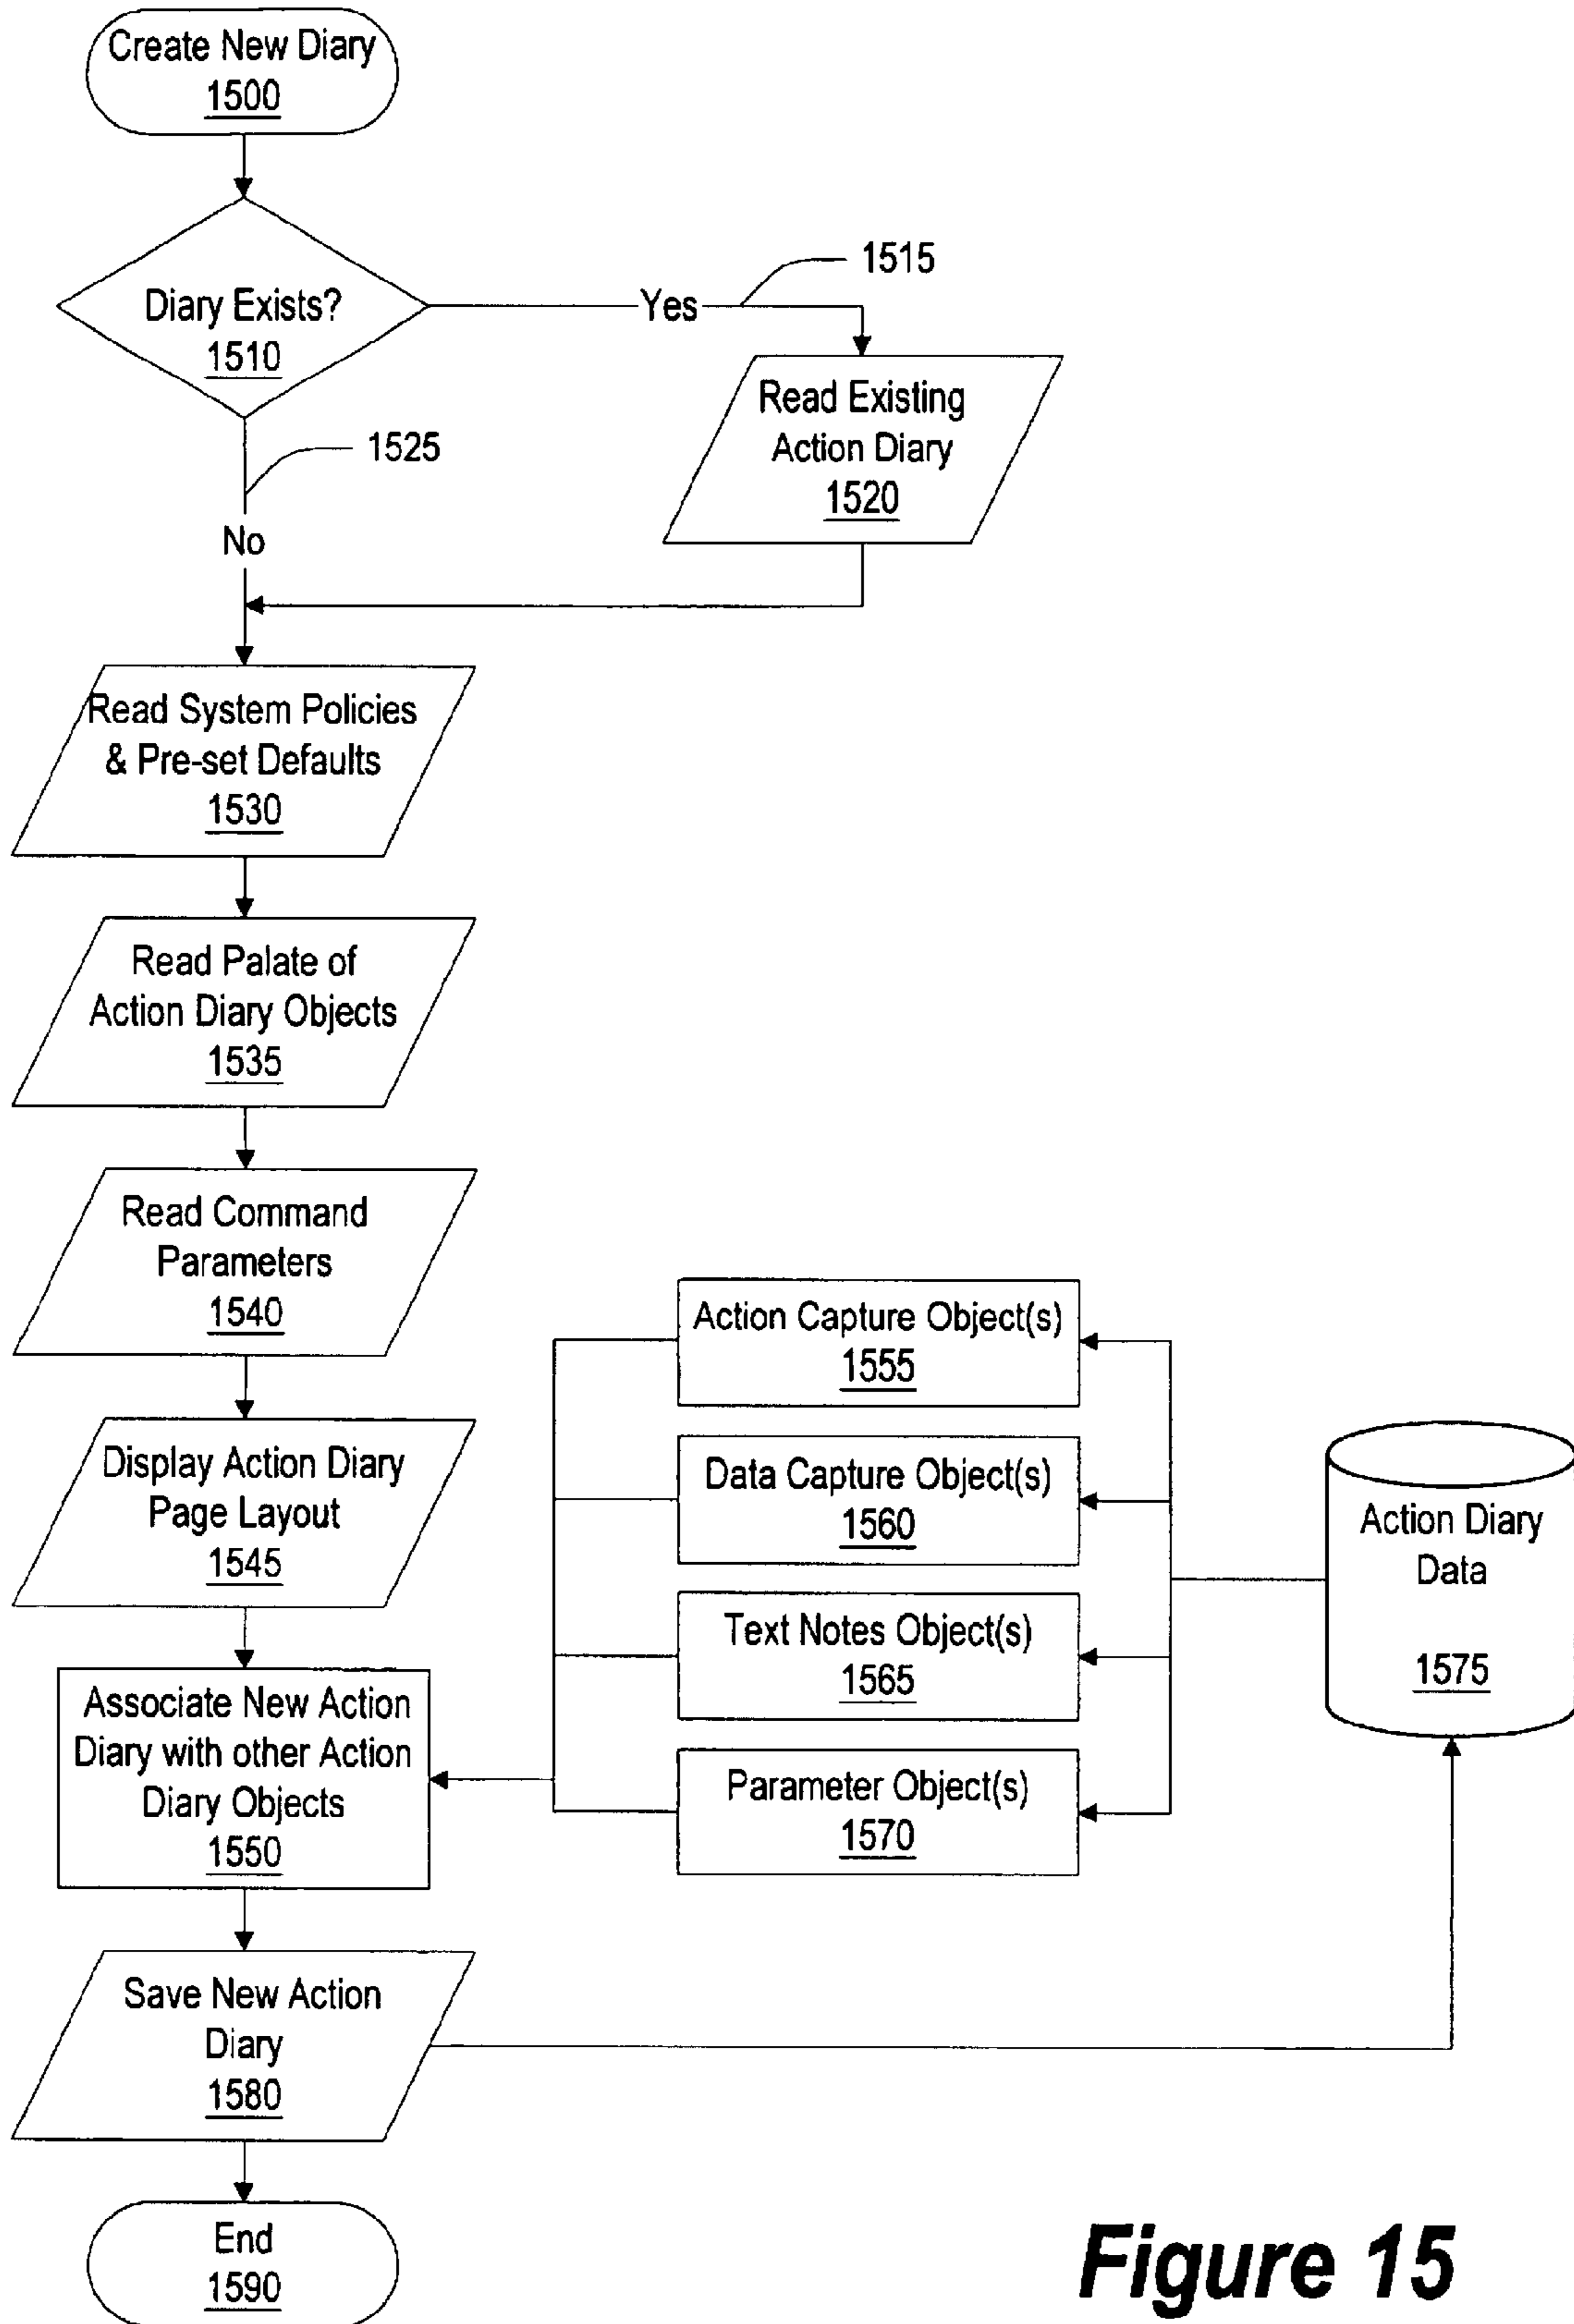 Create New Diary
1500
1515
Diary Exists?
Yes
1510
Read Existing
Action Diary
1520
1525
No
Read System Policies
& Pre-set Defaults
1530
Read Palate of
Action Diary Objects
1535
Read Command
Parameters
1540
Action Capture Object(s)
1555
Display Action Diary
Page Layout
1545
Data Capture Object(s)
1560
Action Diary
Data
1575
Text Notes Object(s)
1565
Associate New Action
Diary with other Action
Diary Objects
1550
Parameter Object(s)
1570
Save New Action
Diary
1580
End
1590
Figure 15